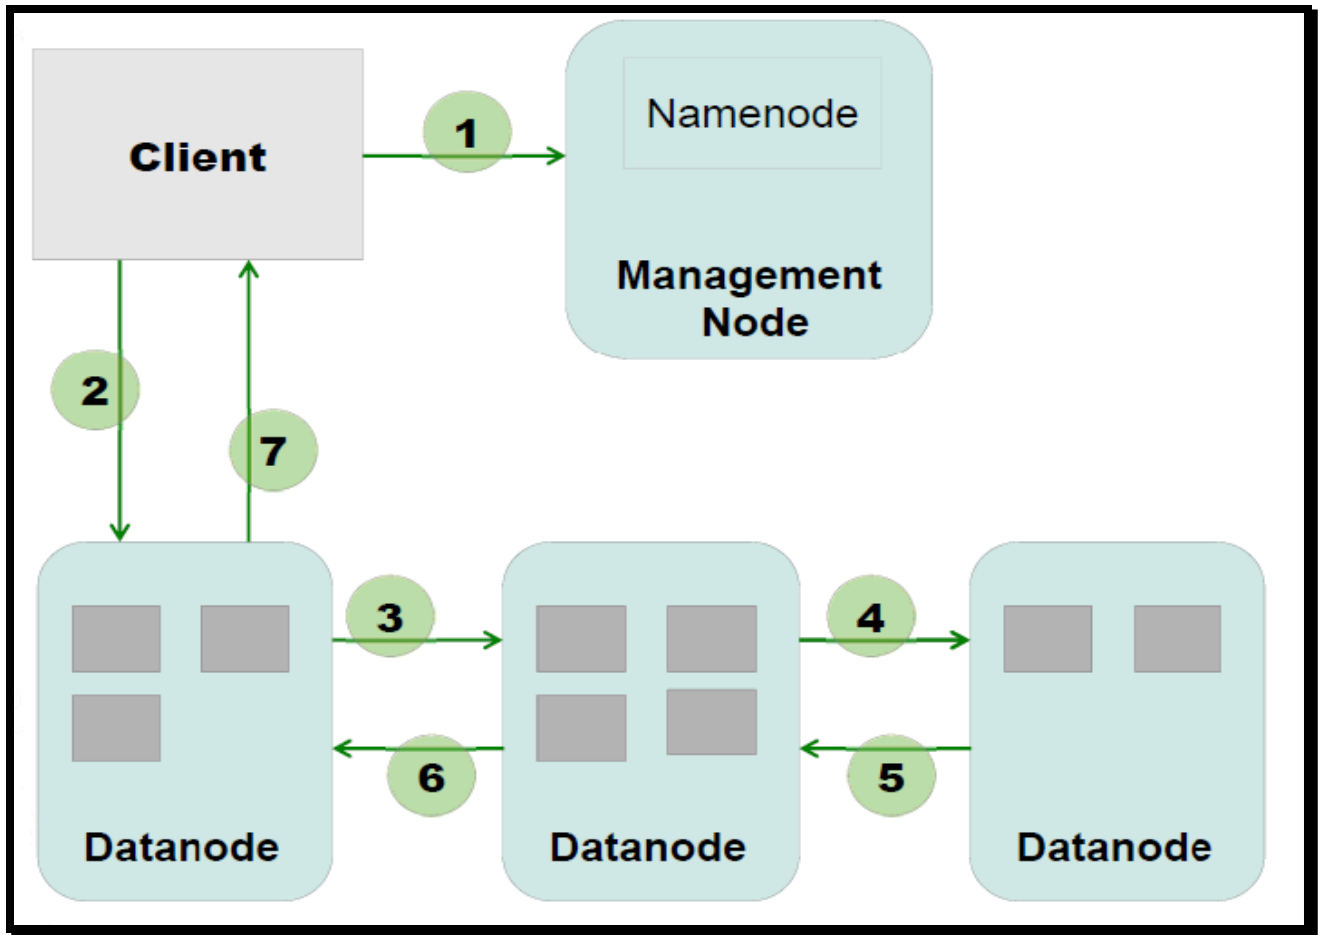 Client
1
Namenode
Management
Node
2
7
3
4
6
5
Datanode
Datanode
Datanode